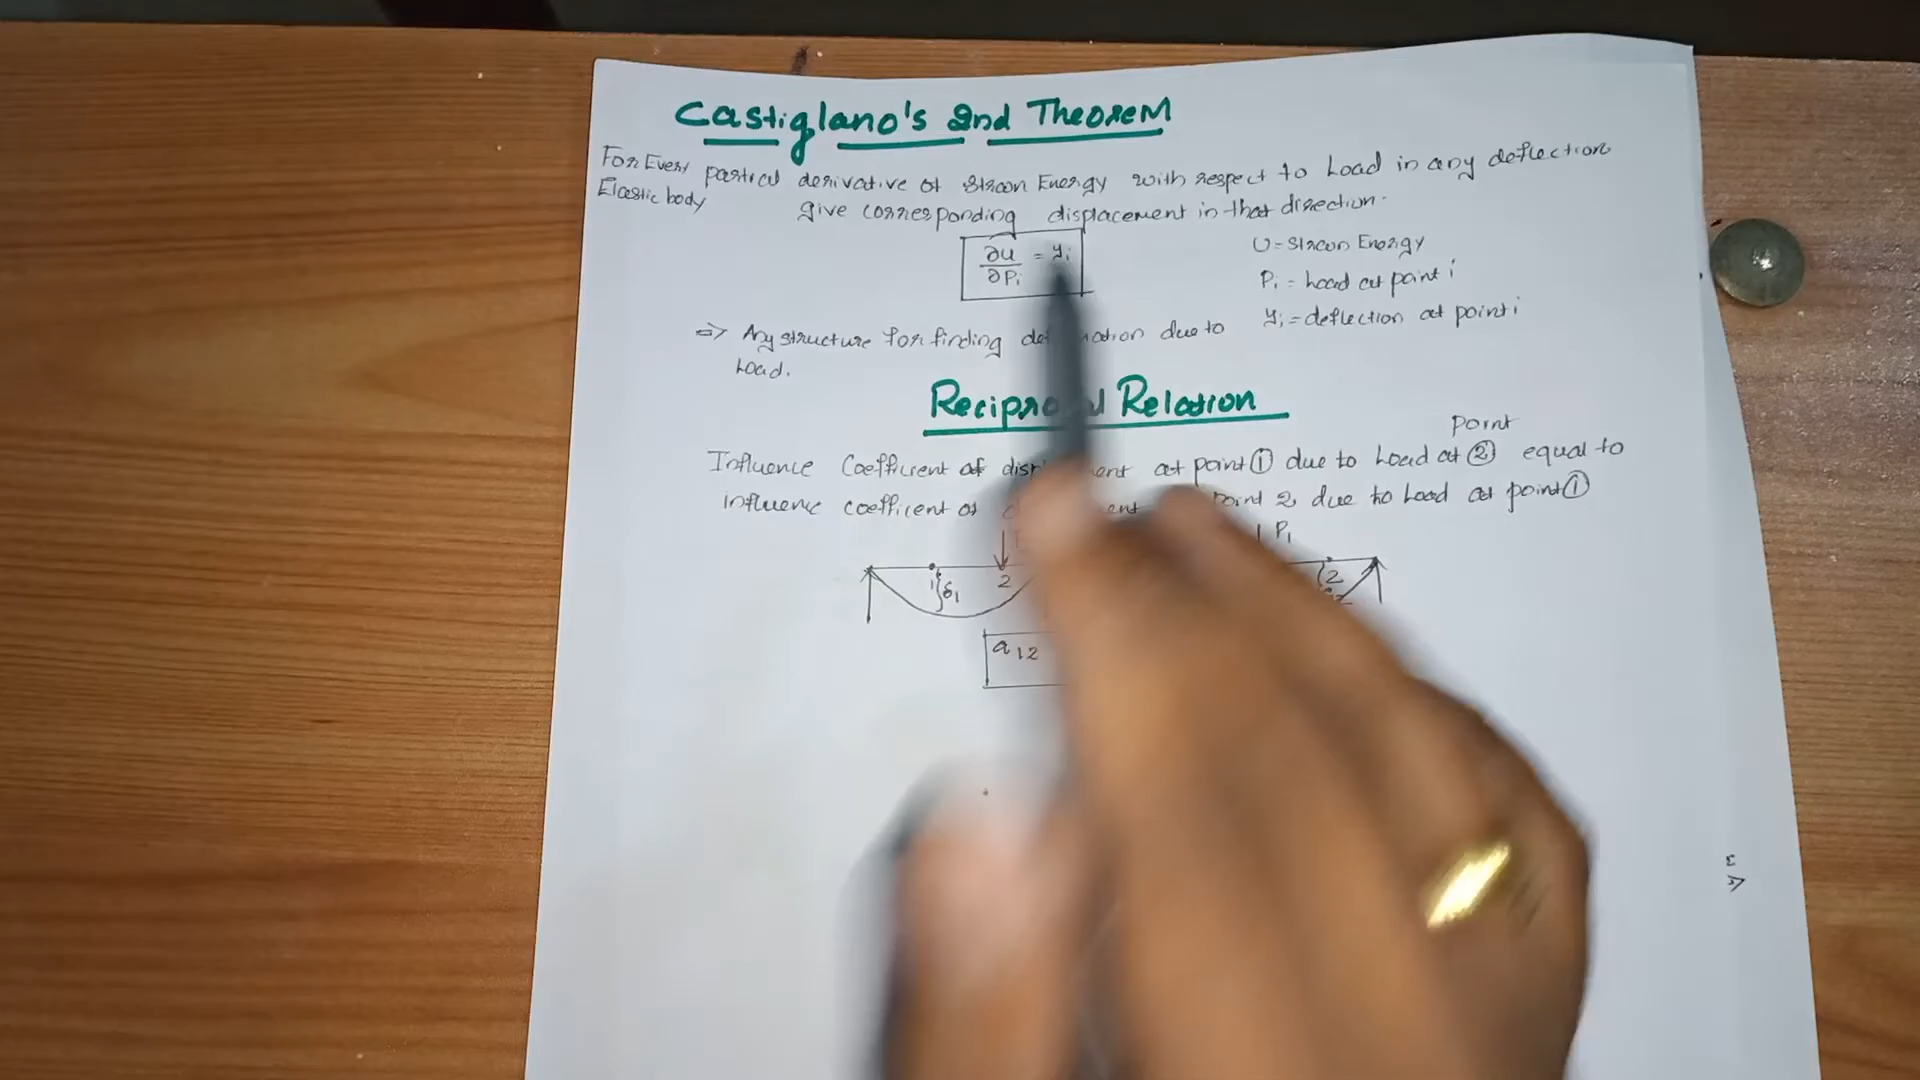 Castiglano's 2nd Theorem
For Every partial derivative of Strain Energy with respect to Load in any deflection
Elastic body give corresponding displacement in that direction.
∂u/∂Pi = yi
U = Strain Energy
Pi = Load at point i
yi = deflection at point i
⇒ Any structure for finding due to
Load.
Relation
point
Influence Coefficient of at point ① due to Load at ② equal to
influence coefficient of point 2 due to Load at point ①
P1
1 δ1 2 2
a12